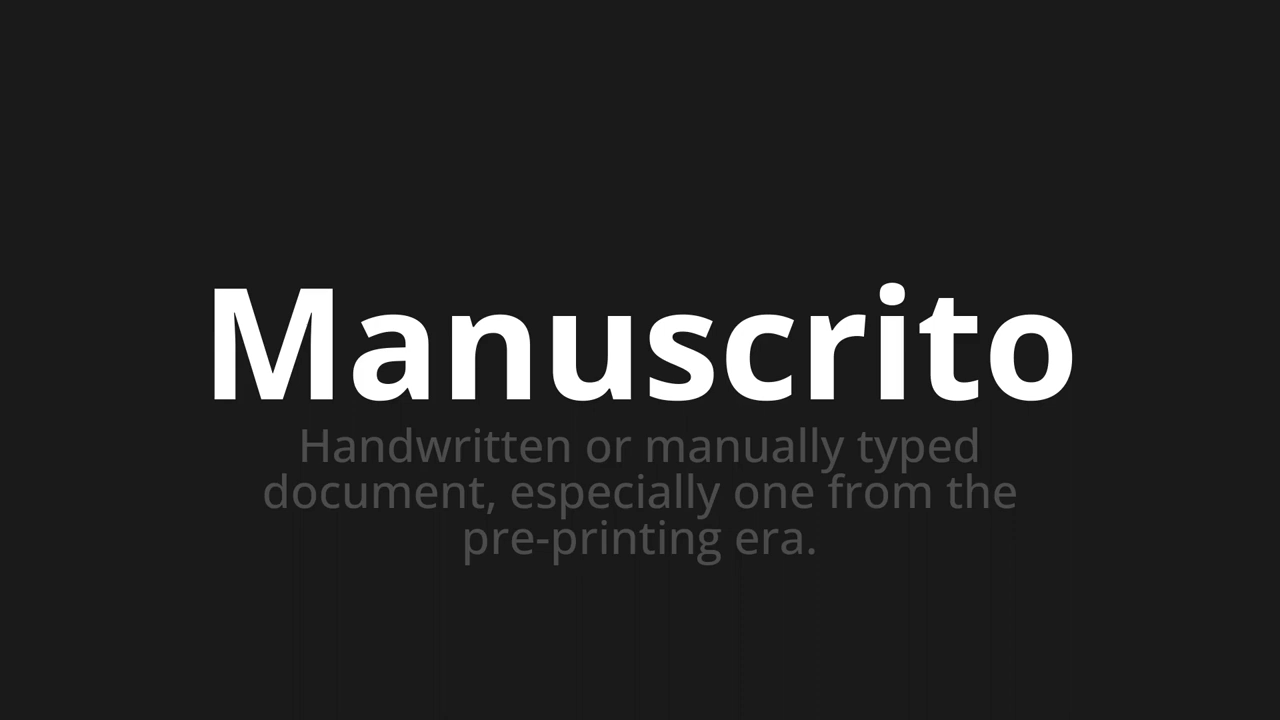 Manuscrito
Handwritten or manually typed
document, especially one from the
pre-printing era.